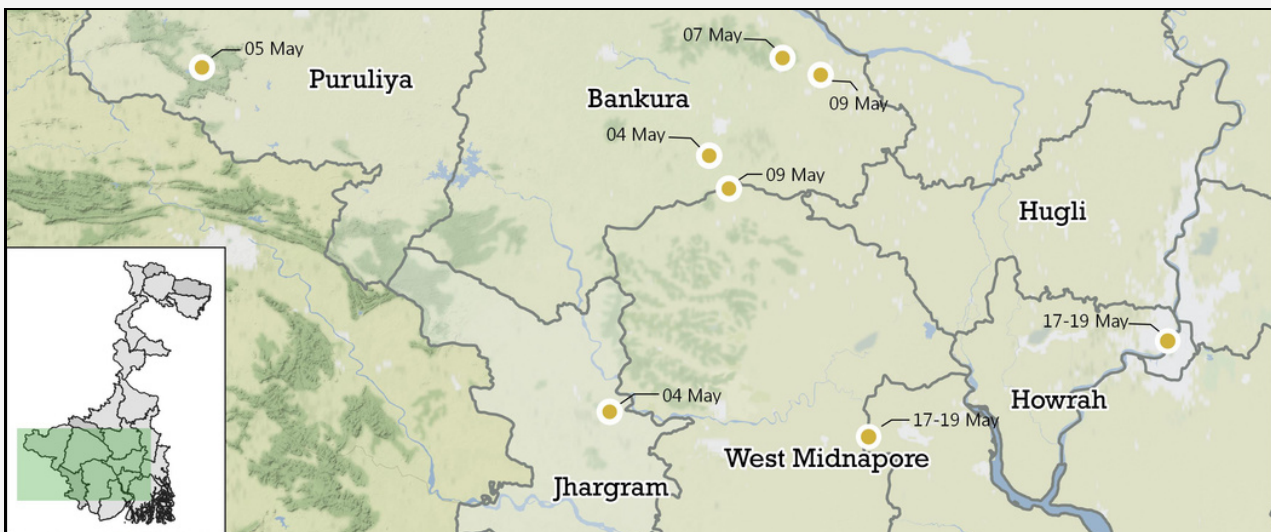 07 May
05 May
Puruliya
Bankura
09 May
04 May
09 May
Hugli
17-19 May
04 May
Howrah
17-19 May
West Midnapore
Jhargram